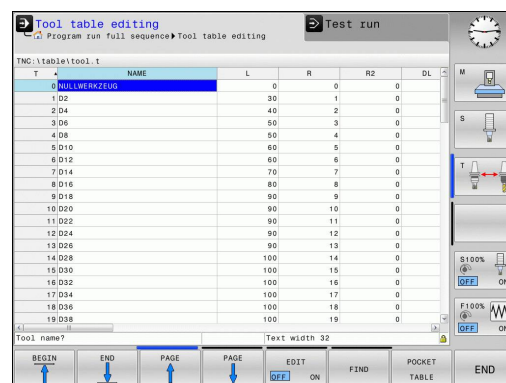 Tool table editing
Test run
Program run full sequence▶Tool table editing
TNC:\table\tool.t
T NAME L R R2 DL
0 NULLWERKZEUG 0 0 0
1 D2 30 1 0
2 D4 40 2 0
3 D6 50 3 0
4 D8 50 4 0
5 D10 60 5 0
6 D12 60 6 0
7 D14 70 7 0
8 D16 80 8 0
9 D18 90 9 0
10 D20 90 10 0
11 D22 90 11 0
12 D24 90 12 0
13 D26 90 13 0
14 D28 100 14 0
15 D30 100 15 0
16 D32 100 16 0
17 D34 100 17 0
18 D36 100 18 0
19 D38 100 19 0
Tool name? Text width 32
M
S
T
S100%
OFF ON
F100%
OFF ON
BEGIN
END
PAGE
PAGE
EDIT
OFF ON
FIND
POCKET
TABLE
END